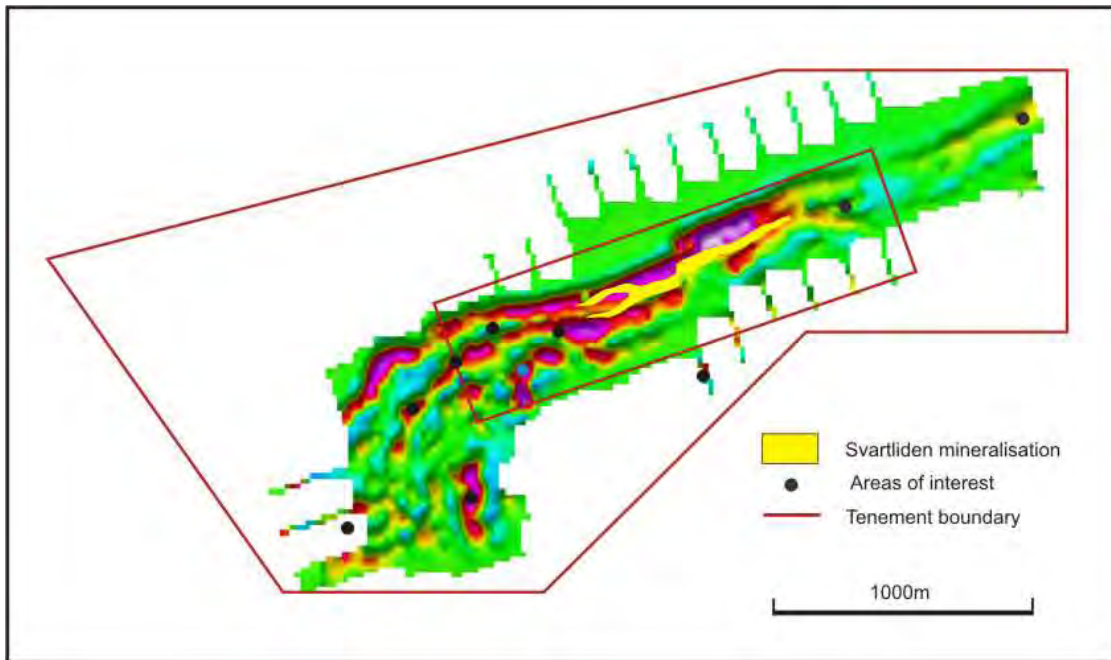 Svartliden mineralisation
Areas of interest
Tenement boundary
1000m